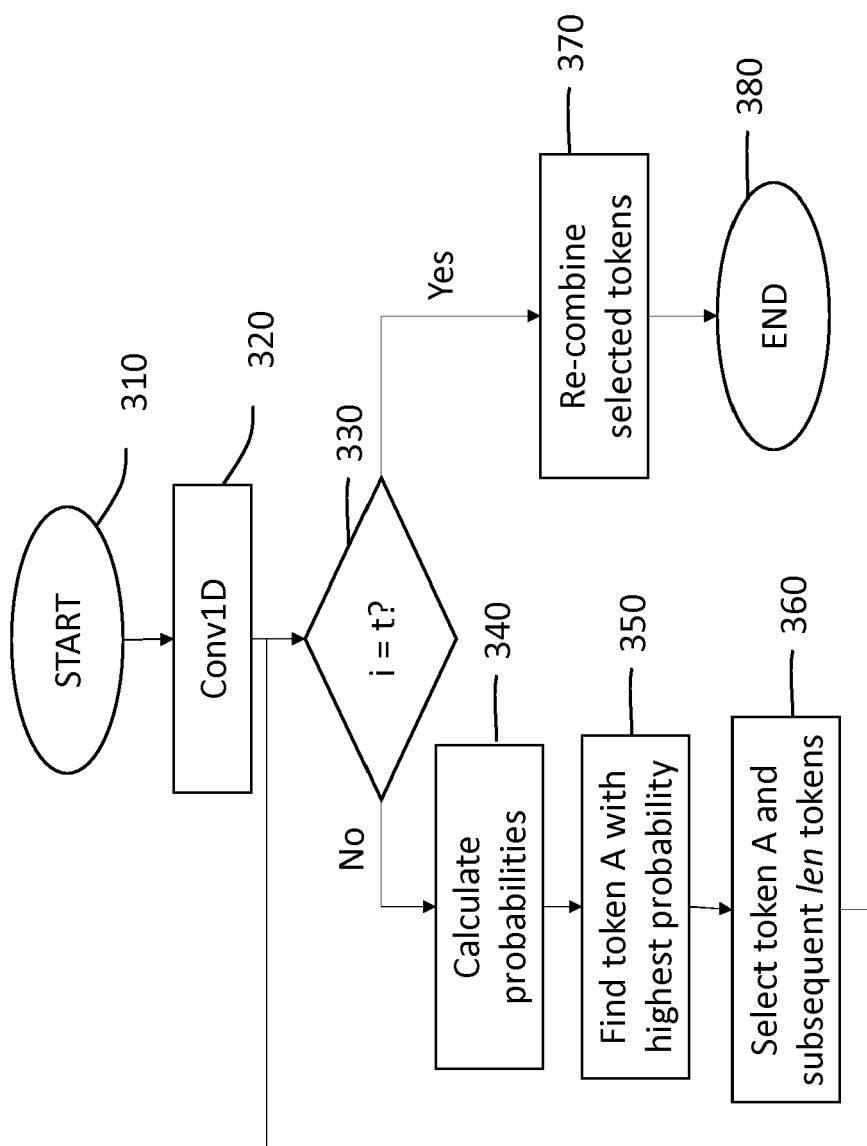 START
310
Conv1D
320
i = t?
330
No
Yes
Calculate
probabilities
340
Find token A with
highest probability
350
Select token A and
subsequent len tokens
360
Re-combine
selected tokens
370
END
380